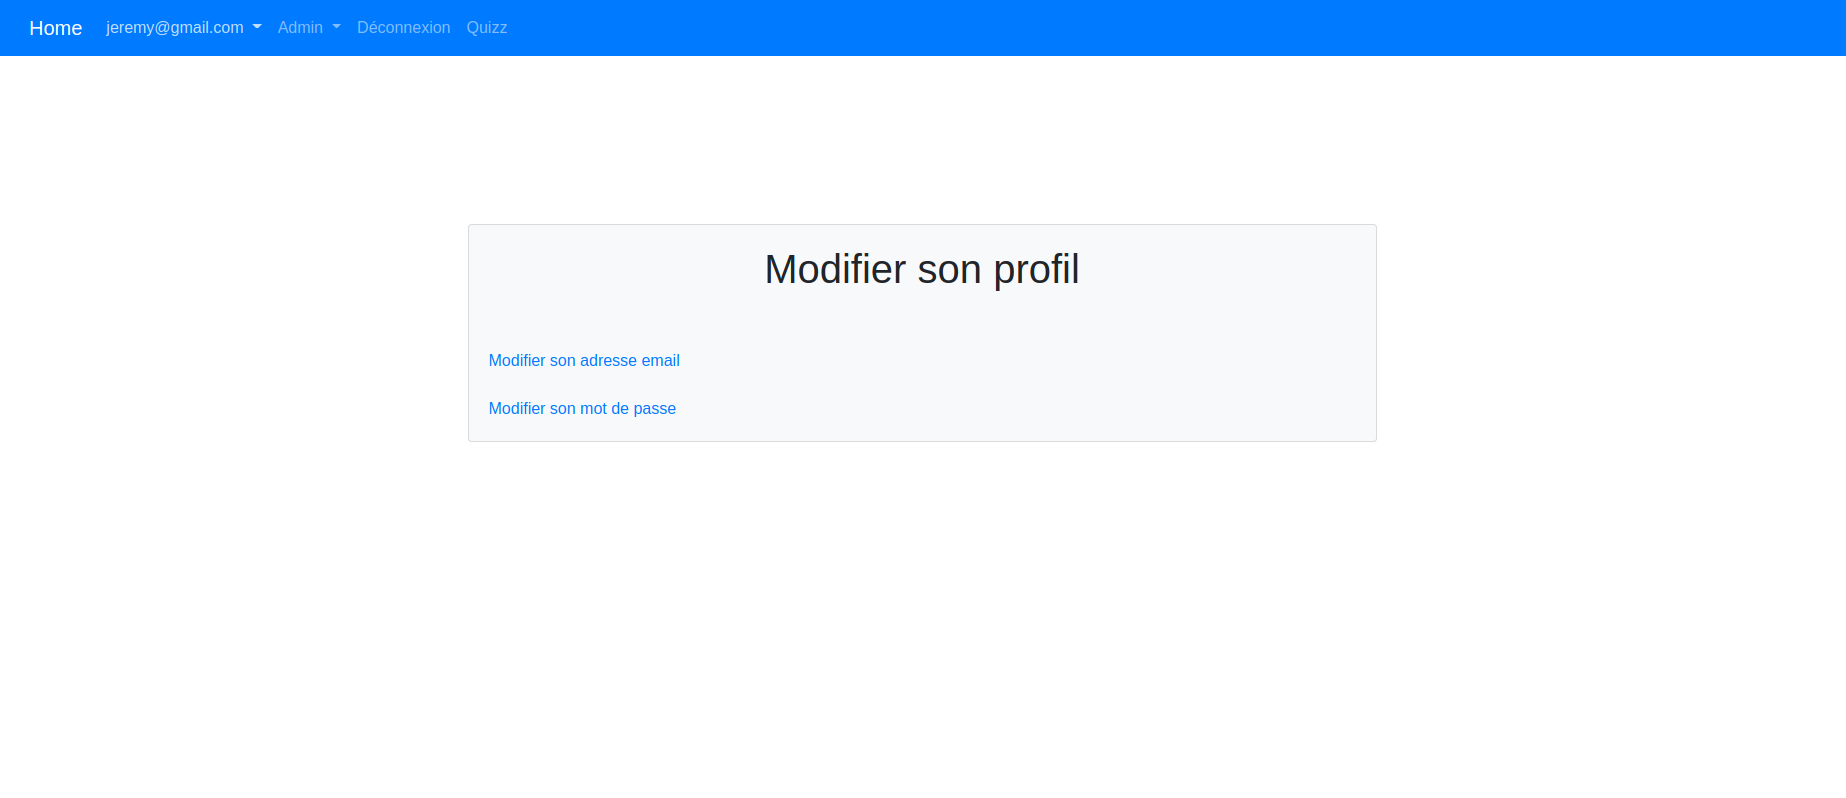 Home jeremy@gmail.com Admin Déconnexion Quizz
Modifier son profil
Modifier son adresse email
Modifier son mot de passe